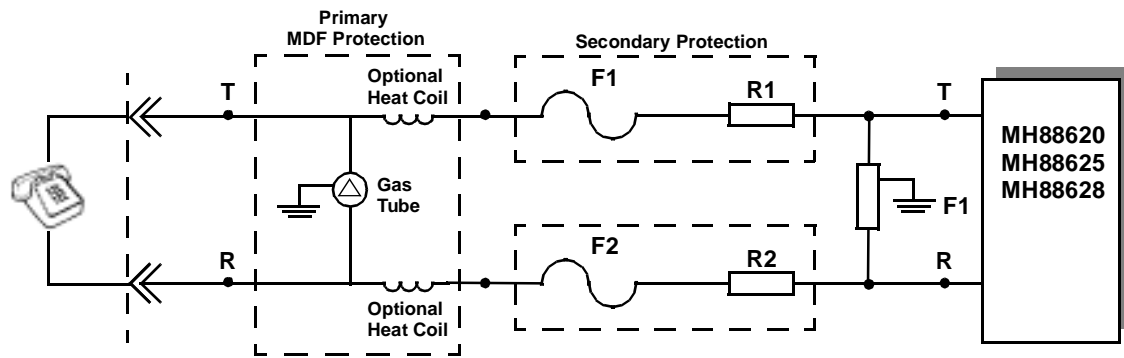 Primary
MDF Protection
Secondary Protection
Optional
Heat Coil
F1
R1
T
T
MH88620
MH88625
MH88628
Gas
Tube
F1
R
F2
R2
R
Optional
Heat Coil